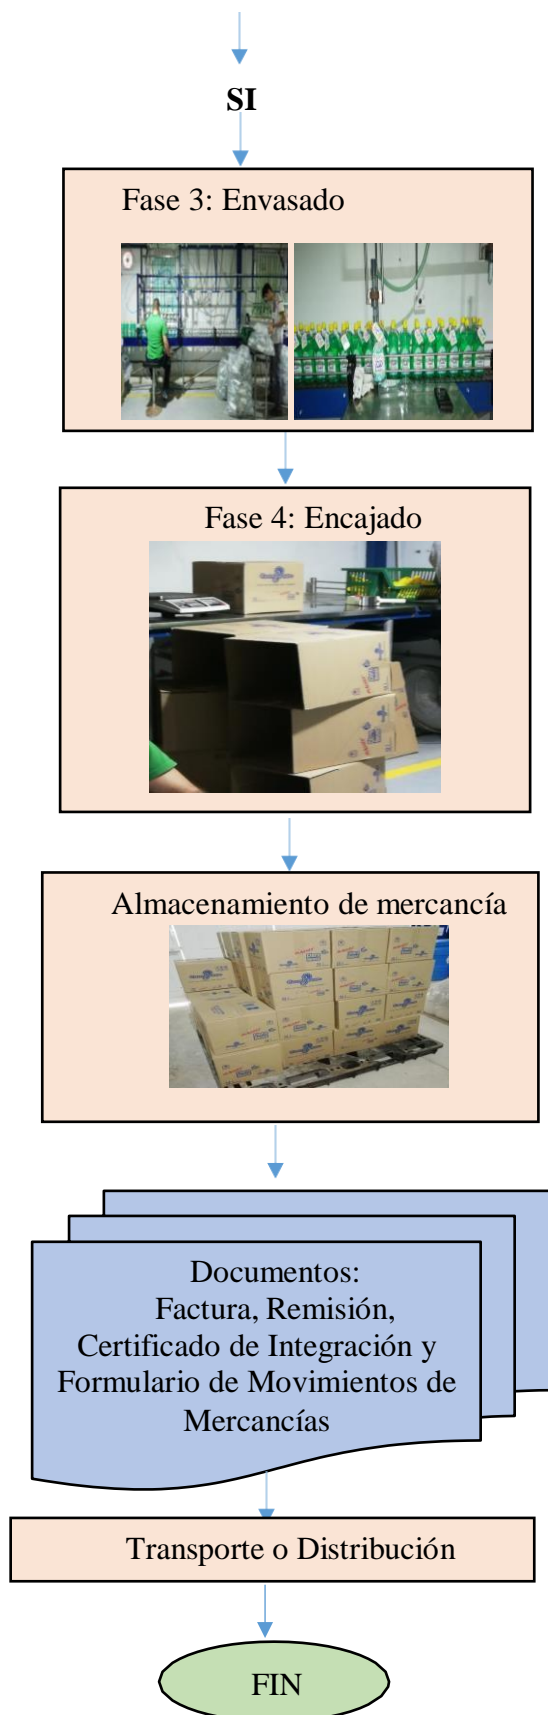 SI
Fase 3: Envasado
Fase 4: Encajado
Almacenamiento de mercancía
Documentos:
Factura, Remisión,
Certificado de Integración y
Formulario de Movimientos de
Mercancías
Transporte o Distribución
FIN